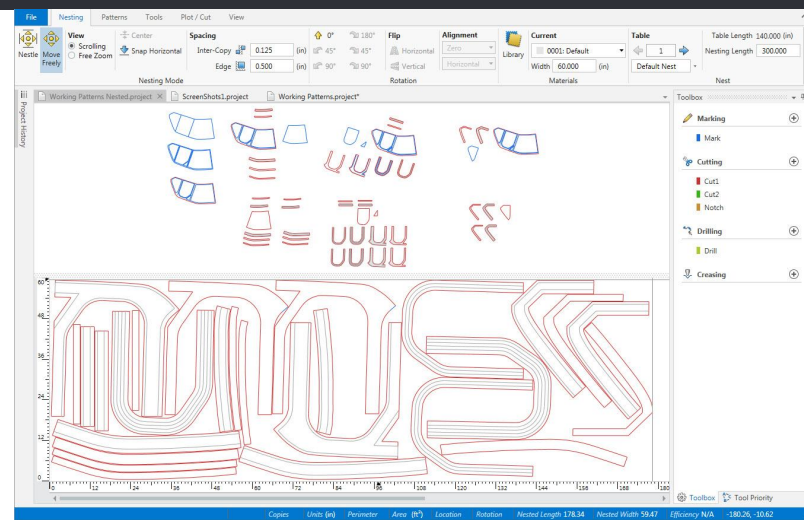 File Nesting Patterns Tools Plot / Cut View
View Center Spacing 0° 180° Flip Alignment Current Table Table Length 140.000 (in)
Scrolling Snap Horizontal Inter-Copy 0.125 (in) 45° 45° Horizontal Zero 0001: Default 1 Nesting Length 300.000
Nestle Move Freely Free Zoom Edge 0.500 (in) 90° 90° Vertical Horizontal Library Width 60.000 (in) Default Nest
Nesting Mode Rotation Materials Nest
Project History
Working Patterns Nested.project ScreenShots1.project Working Patterns.project*
Toolbox
Marking
Mark
Cutting
Cut1
Cut2
Notch
Drilling
Drill
Creasing
60
48
36
24
12
0
0 12 24 36 48 60 72 84 96 108 120 132 144 156 168 180
Toolbox Tool Priority
Copies Units (in) Perimeter Area (ft²) Location Rotation Nested Length 178.34 Nested Width 59.47 Efficiency N/A -180.26, -10.62